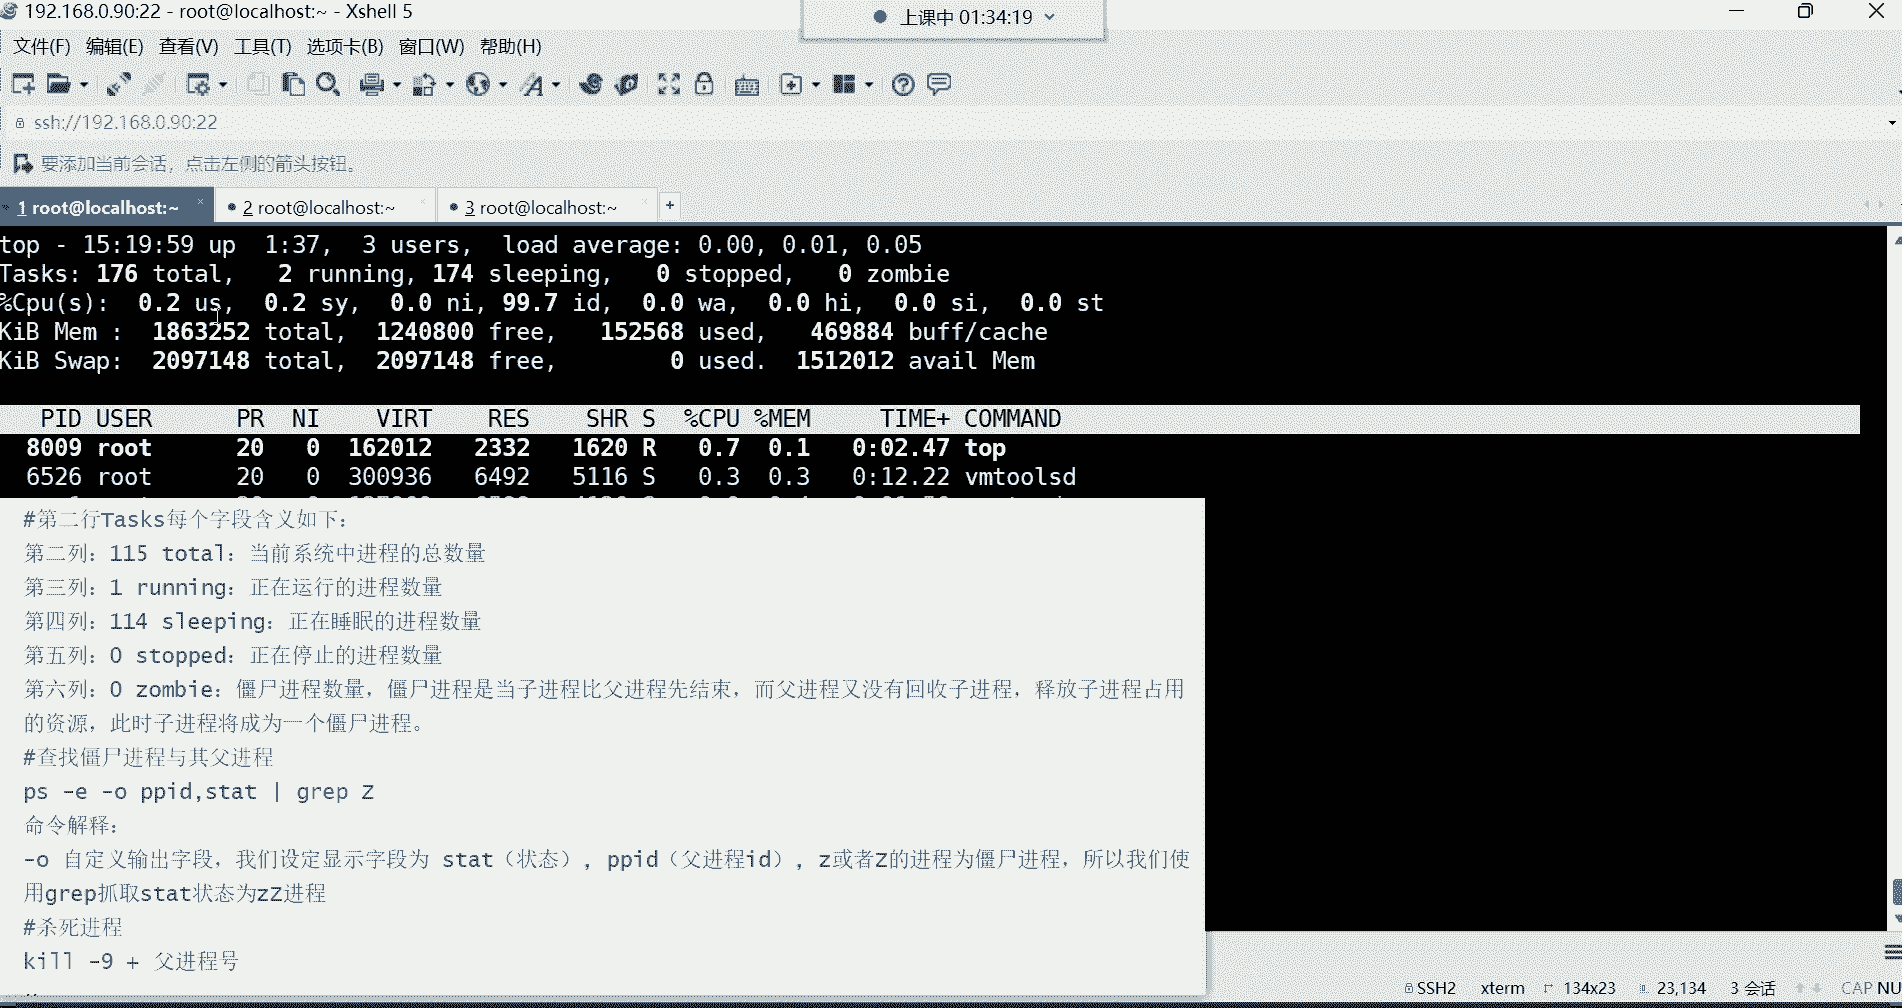 192.168.0.90:22 - root@localhost:~ - Xshell 5
上课中 01:34:19
文件(F) 编辑(E) 查看(V) 工具(T) 选项卡(B) 窗口(W) 帮助(H)
ssh://192.168.0.90:22
要添加当前会话，点击左侧的箭头按钮。
1 root@localhost:~ 2 root@localhost:~ 3 root@localhost:~ +
top - 15:19:59 up 1:37, 3 users, load average: 0.00, 0.01, 0.05
Tasks: 176 total, 2 running, 174 sleeping, 0 stopped, 0 zombie
%Cpu(s): 0.2 us, 0.2 sy, 0.0 ni, 99.7 id, 0.0 wa, 0.0 hi, 0.0 si, 0.0 st
KiB Mem : 1863252 total, 1240800 free, 152568 used, 469884 buff/cache
KiB Swap: 2097148 total, 2097148 free, 0 used. 1512012 avail Mem
PID USER PR NI VIRT RES SHR S %CPU %MEM TIME+ COMMAND
8009 root 20 0 162012 2332 1620 R 0.7 0.1 0:02.47 top
6526 root 20 0 300936 6492 5116 S 0.3 0.3 0:12.22 vmtoolsd
#第二行Tasks每个字段含义如下：
第二列：115 total：当前系统中进程的总数量
第三列：1 running：正在运行的进程数量
第四列：114 sleeping：正在睡眠的进程数量
第五列：0 stopped：正在停止的进程数量
第六列：0 zombie：僵尸进程数量，僵尸进程是当子进程比父进程先结束，而父进程又没有回收子进程，释放子进程占用
的资源，此时子进程将成为一个僵尸进程。
#查找僵尸进程与其父进程
ps -e -o ppid,stat | grep Z
命令解释：
-o 自定义输出字段，我们设定显示字段为 stat（状态）, ppid（父进程id）, z或者Z的进程为僵尸进程，所以我们使
用grep抓取stat状态为zZ进程
#杀死进程
kill -9 + 父进程号
SSH2 xterm 134x23 23,134 3 会话 CAP NU